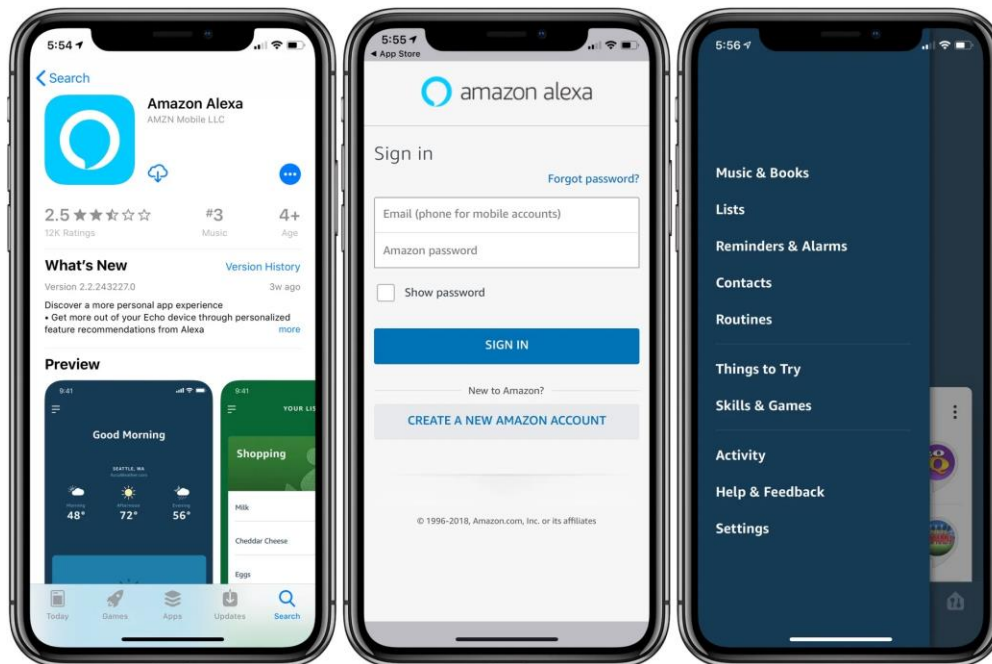 5:54
Search
Amazon Alexa
AMZN Mobile LLC
2.5
#3
4+
12K Ratings
Music
Age
What's New
Version History
Version 2.2.243227.0
3w ago
Discover a more personal app experience
• Get more out of your Echo device through personalized
feature recommendations from Alexa
more
Preview
9:41
Good Morning
SEATTLE, WA
Morning
Afternoon
Evening
48°
72°
56°
9:41
YOUR LIS
Shopping
Milk
Cheddar Cheese
Eggs
Today
Games
Apps
Updates
Search
5:55
App Store
amazon alexa
Sign in
Forgot password?
Email (phone for mobile accounts)
Amazon password
Show password
SIGN IN
New to Amazon?
CREATE A NEW AMAZON ACCOUNT
© 1996-2018, Amazon.com, Inc. or its affiliates
5:56
Music & Books
Lists
Reminders & Alarms
Contacts
Routines
Things to Try
Skills & Games
Activity
Help & Feedback
Settings